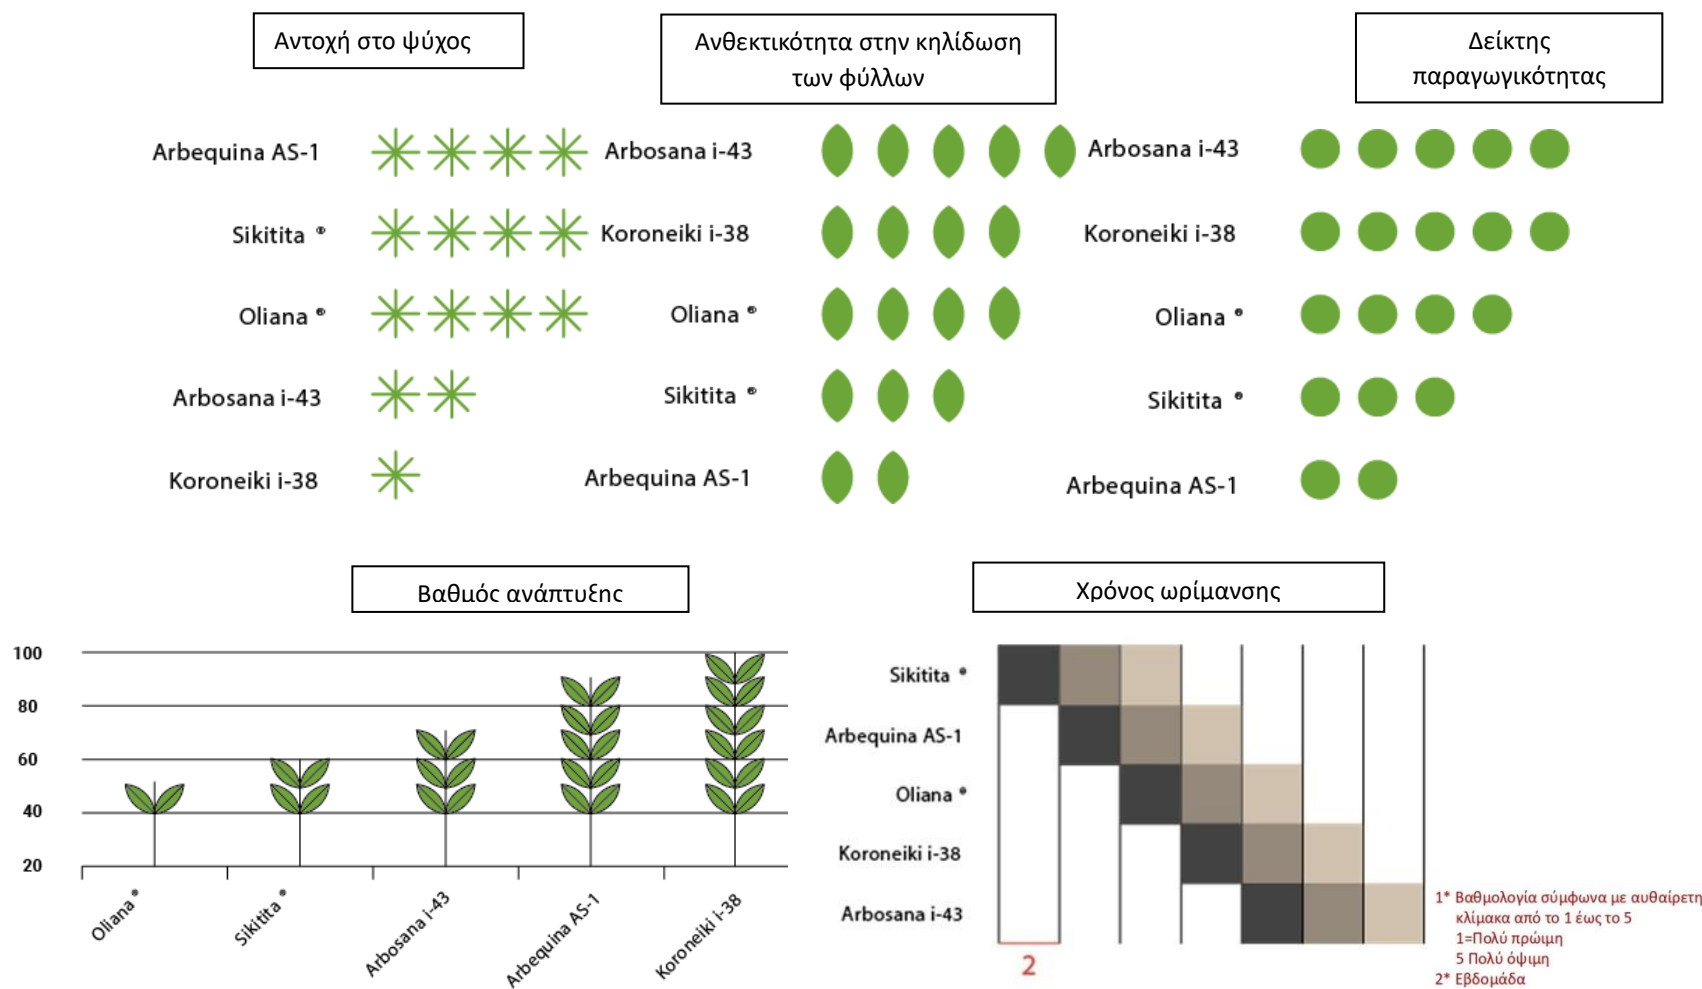 Αντοχή στο ψύχος
Ανθεκτικότητα στην κηλίδωση
των φύλλων
Δείκτης
παραγωγικότητας
Arbequina AS-1
Sikitita ®
Oliana ®
Arbosana i-43
Koroneiki i-38
Arbosana i-43
Koroneiki i-38
Oliana ®
Sikitita ®
Arbequina AS-1
Arbosana i-43
Koroneiki i-38
Oliana ®
Sikitita ®
Arbequina AS-1
Βαθμός ανάπτυξης
100
80
60
40
20
Oliana ®
Sikitita ®
Arbosana i-43
Arbequina AS-1
Koroneiki i-38
Χρόνος ωρίμανσης
Sikitita ®
Arbequina AS-1
Oliana ®
Koroneiki i-38
Arbosana i-43
2
1* Βαθμολογία σύμφωνα με αυθαίρετη
κλίμακα από το 1 έως το 5
1=Πολύ πρώιμη
5 Πολύ όψιμη
2* Εβδομάδα